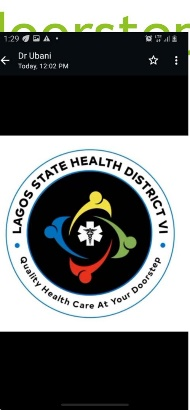 doorstep
1:29
Dr Ubani
Today, 12:02 PM
LAGOS STATE HEALTH DISTRICT VI
Quality Health Care At Your Doorstep